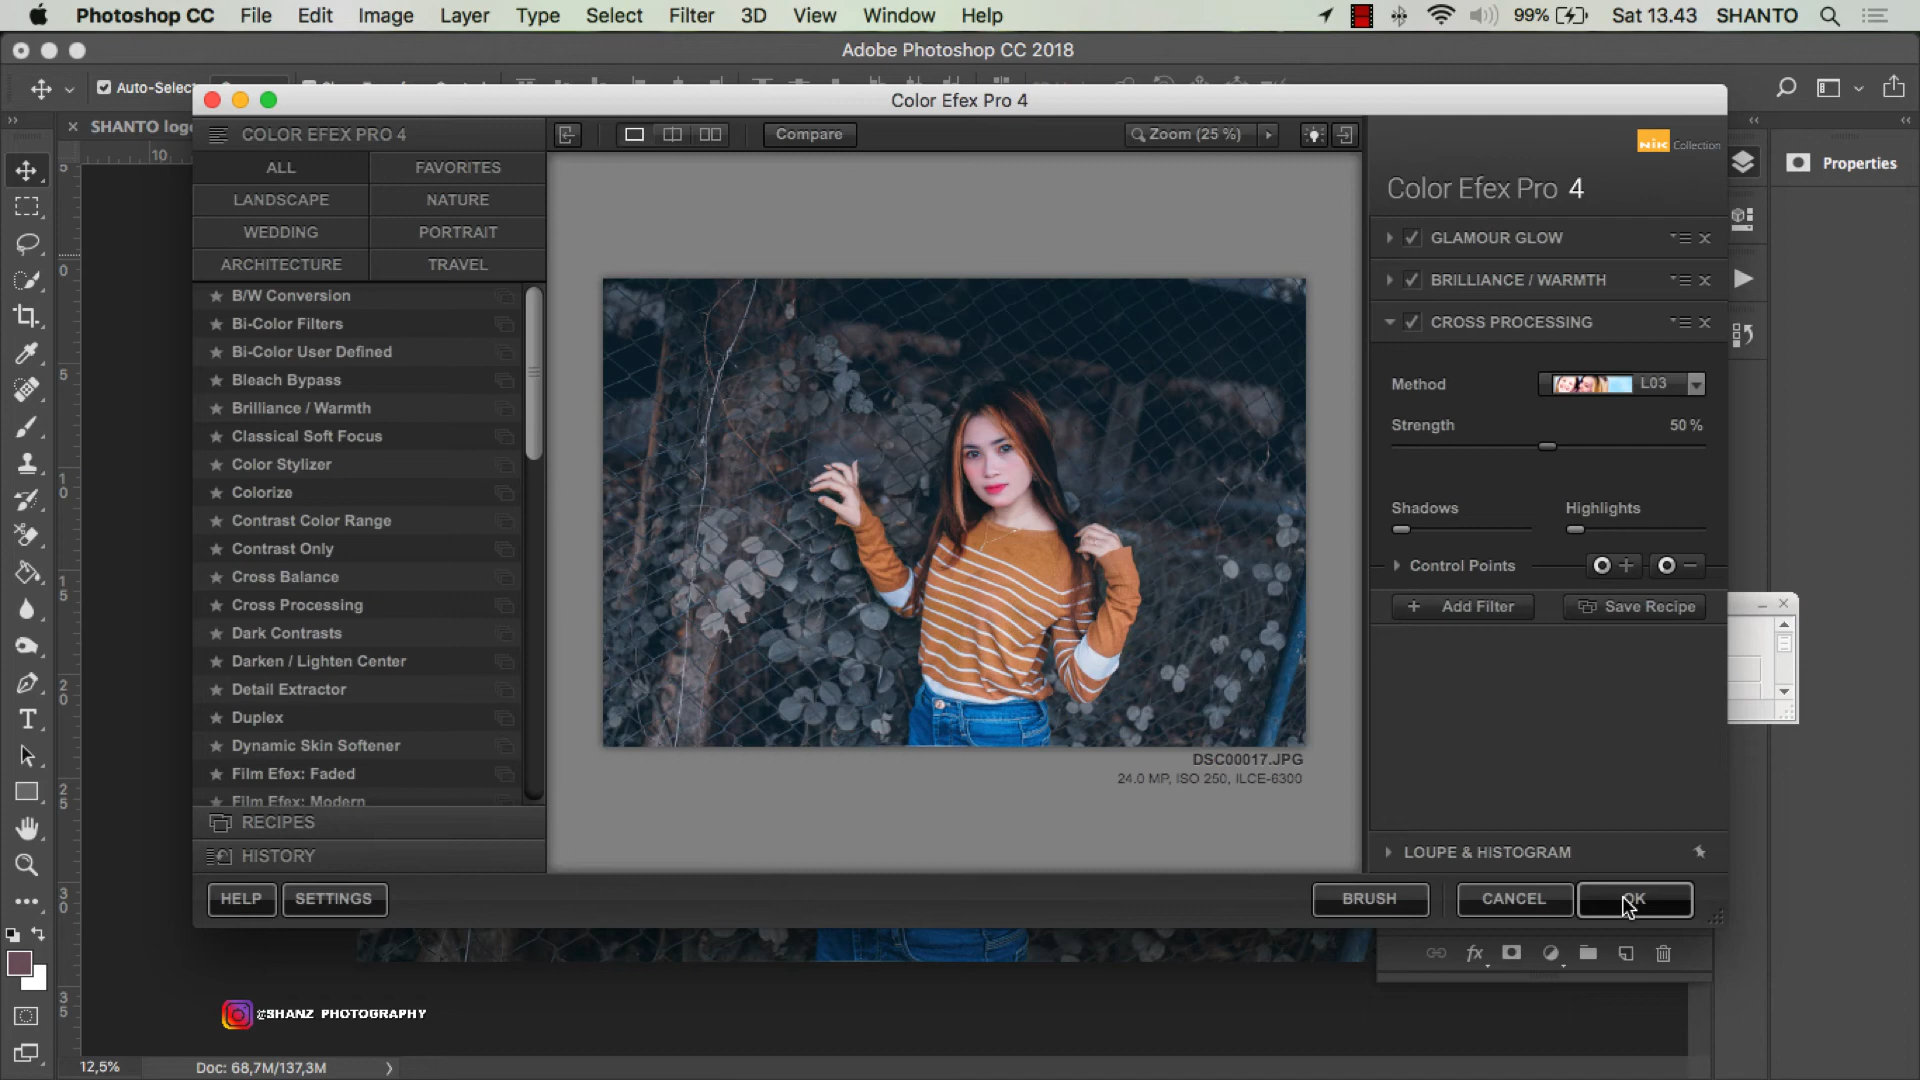 Photoshop CC File Edit Image Layer Type Select Filter 3D View Window Help 99% Sat 13.43 SHANTO
Adobe Photoshop CC 2018
Auto-Select
SHANTO log
10
Color Efex Pro 4
COLOR EFEX PRO 4
Compare
Zoom (25 %)
ALL FAVORITES
LANDSCAPE NATURE
WEDDING PORTRAIT
ARCHITECTURE TRAVEL
B/W Conversion
Bi-Color Filters
Bi-Color User Defined
Bleach Bypass
Brilliance / Warmth
Classical Soft Focus
Color Stylizer
Colorize
Contrast Color Range
Contrast Only
Cross Balance
Cross Processing
Dark Contrasts
Darken / Lighten Center
Detail Extractor
Duplex
Dynamic Skin Softener
Film Efex: Faded
Film Efex: Modern
RECIPES
HISTORY
HELP SETTINGS
DSC00017.JPG
24.0 MP, ISO 250, ILCE-6300
Nik Collection
Color Efex Pro 4
GLAMOUR GLOW
BRILLIANCE / WARMTH
CROSS PROCESSING
Method L03
Strength 50 %
Shadows Highlights
Control Points
Add Filter Save Recipe
LOUPE & HISTOGRAM
BRUSH CANCEL OK
Properties
fx
@SHANZ PHOTOGRAPHY
12,5% Doc: 68,7M/137,3M